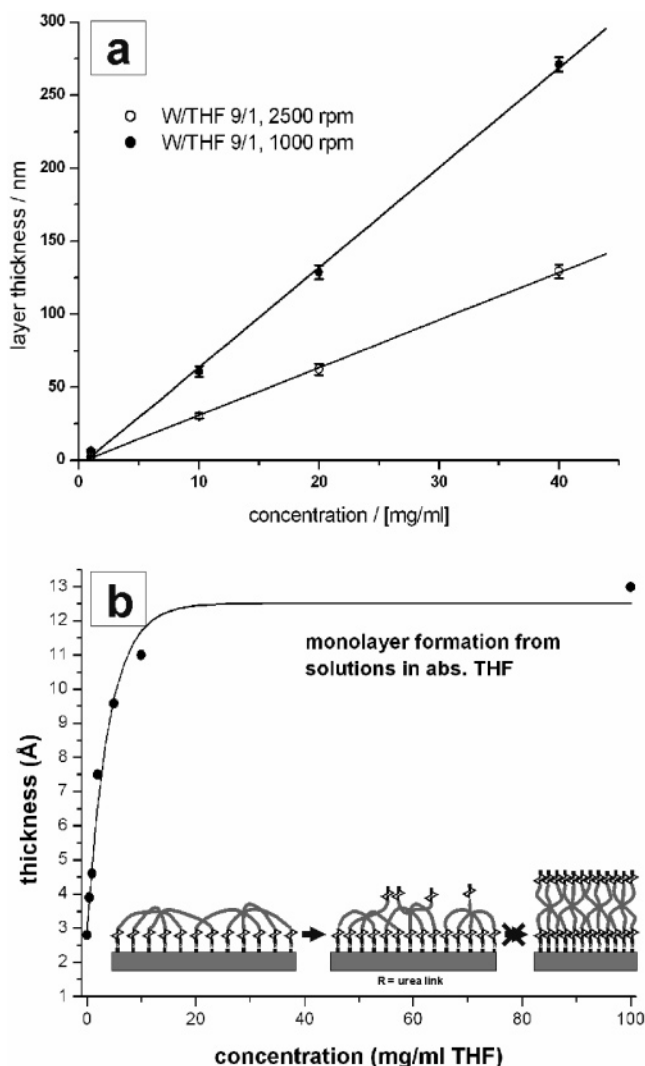 a
W/THF 9/1, 2500 rpm
W/THF 9/1, 1000 rpm
300
250
200
150
100
50
0
layer thickness / nm
10
20
30
40
concentration / [mg/ml]
b
monolayer formation from
solutions in abs. THF
13
12
11
10
9
8
7
6
5
4
3
2
1
thickness (Å)
R = urea link
0
20
40
60
80
100
concentration (mg/ml THF)